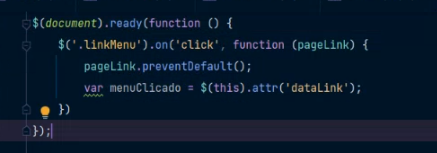 $(document).ready(function () {
$('.linkMenu').on('click', function (pageLink) {
pageLink.preventDefault();
var menuClicado = $(this).attr('dataLink');
})
});